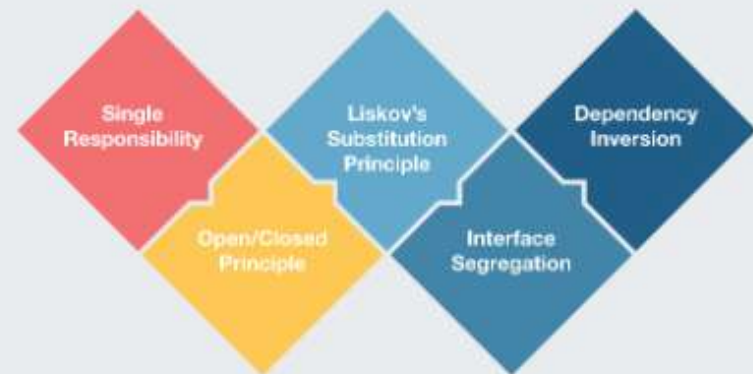 Single
Responsibility
Open/Closed
Principle
Liskov's
Substitution
Principle
Interface
Segregation
Dependency
Inversion